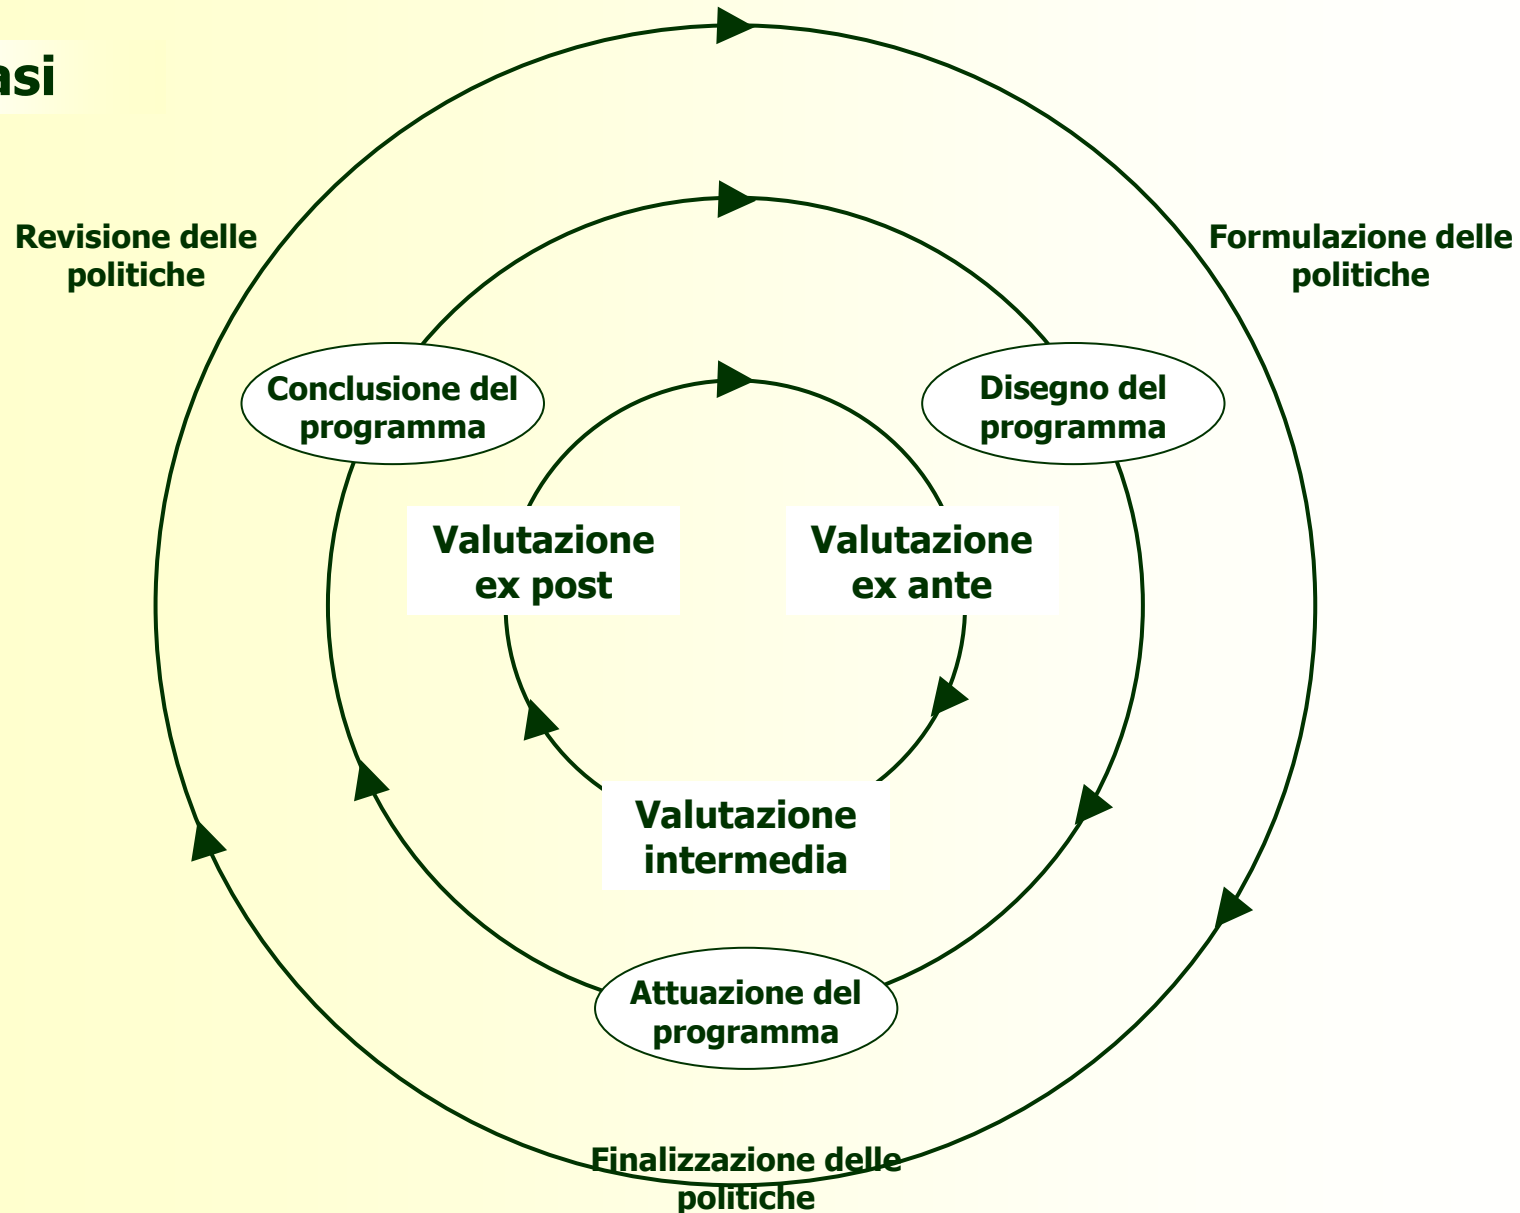 asi
Revisione delle
politiche
Formulazione delle
politiche
Conclusione del
programma
Disegno del
programma
Valutazione
ex post
Valutazione
ex ante
Valutazione
intermedia
Attuazione del
programma
Finalizzazione delle
politiche